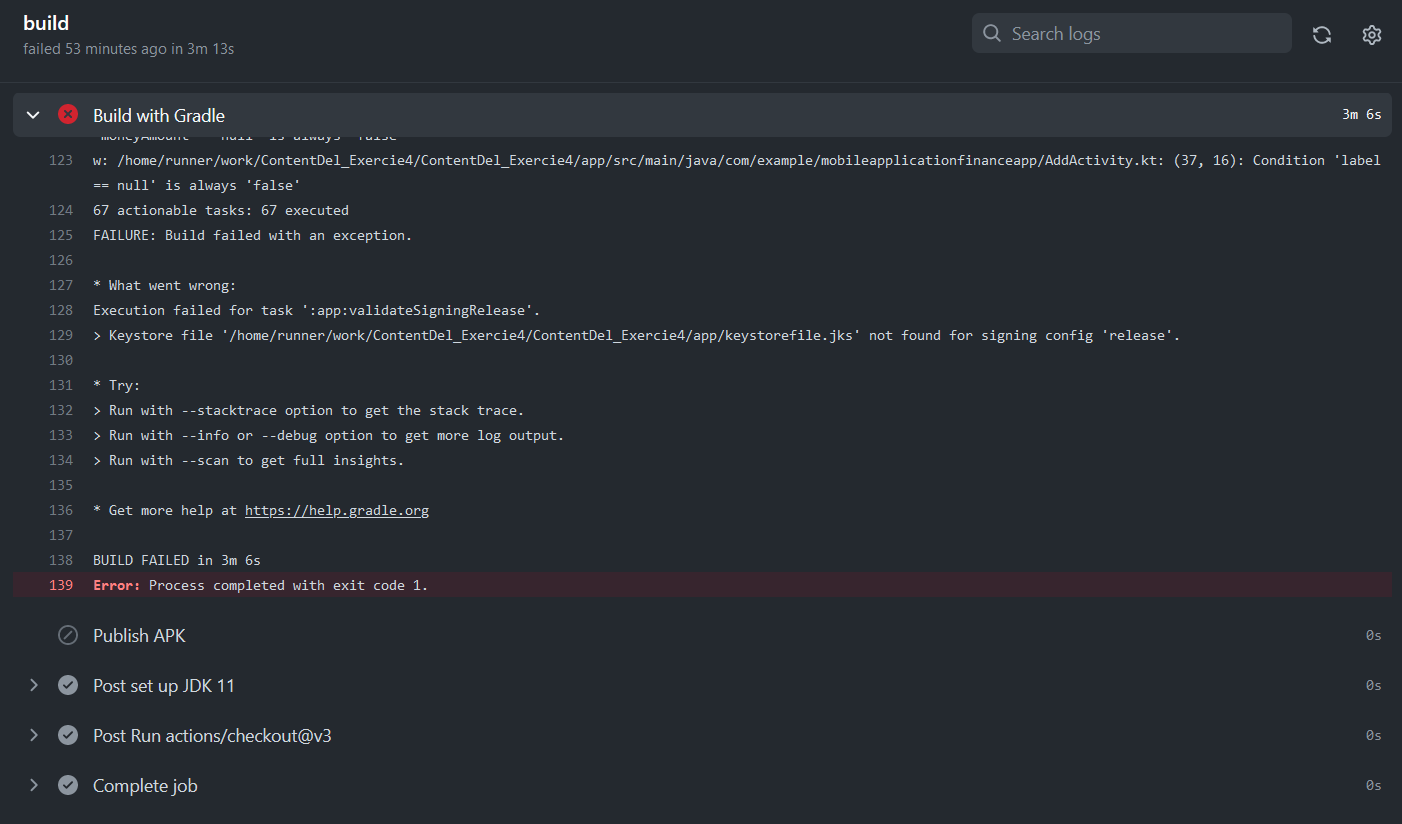 build
failed 53 minutes ago in 3m 13s
Search logs
Build with Gradle
3m 6s
'moneyAmount == null' is always 'false'
123 w: /home/runner/work/ContentDel_Exercie4/ContentDel_Exercie4/app/src/main/java/com/example/mobileapplicationfinanceapp/AddActivity.kt: (37, 16): Condition 'label
== null' is always 'false'
124 67 actionable tasks: 67 executed
125 FAILURE: Build failed with an exception.
126
127 * What went wrong:
128 Execution failed for task ':app:validateSigningRelease'.
129 > Keystore file '/home/runner/work/ContentDel_Exercie4/ContentDel_Exercie4/app/keystorefile.jks' not found for signing config 'release'.
130
131 * Try:
132 > Run with --stacktrace option to get the stack trace.
133 > Run with --info or --debug option to get more log output.
134 > Run with --scan to get full insights.
135
136 * Get more help at https://help.gradle.org
137
138 BUILD FAILED in 3m 6s
139 Error: Process completed with exit code 1.
Publish APK 0s
Post set up JDK 11 0s
Post Run actions/checkout@v3 0s
Complete job 0s